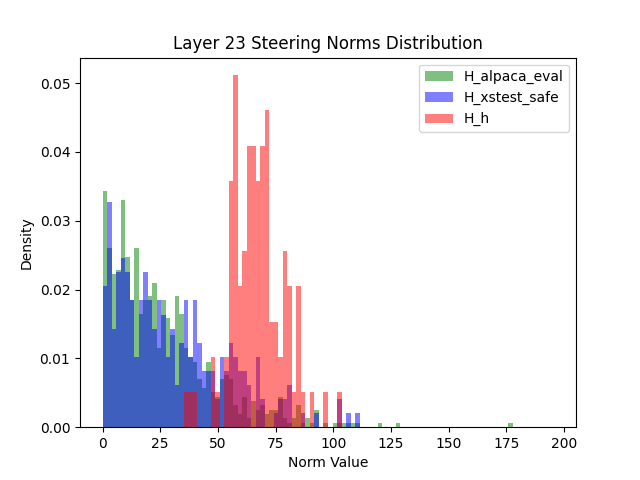 Layer 23 Steering Norms Distribution
H_alpaca_eval
H_xstest_safe
H_h
0.05
0.04
0.03
0.02
0.01
0.00
Density
0 25 50 75 100 125 150 175 200
Norm Value